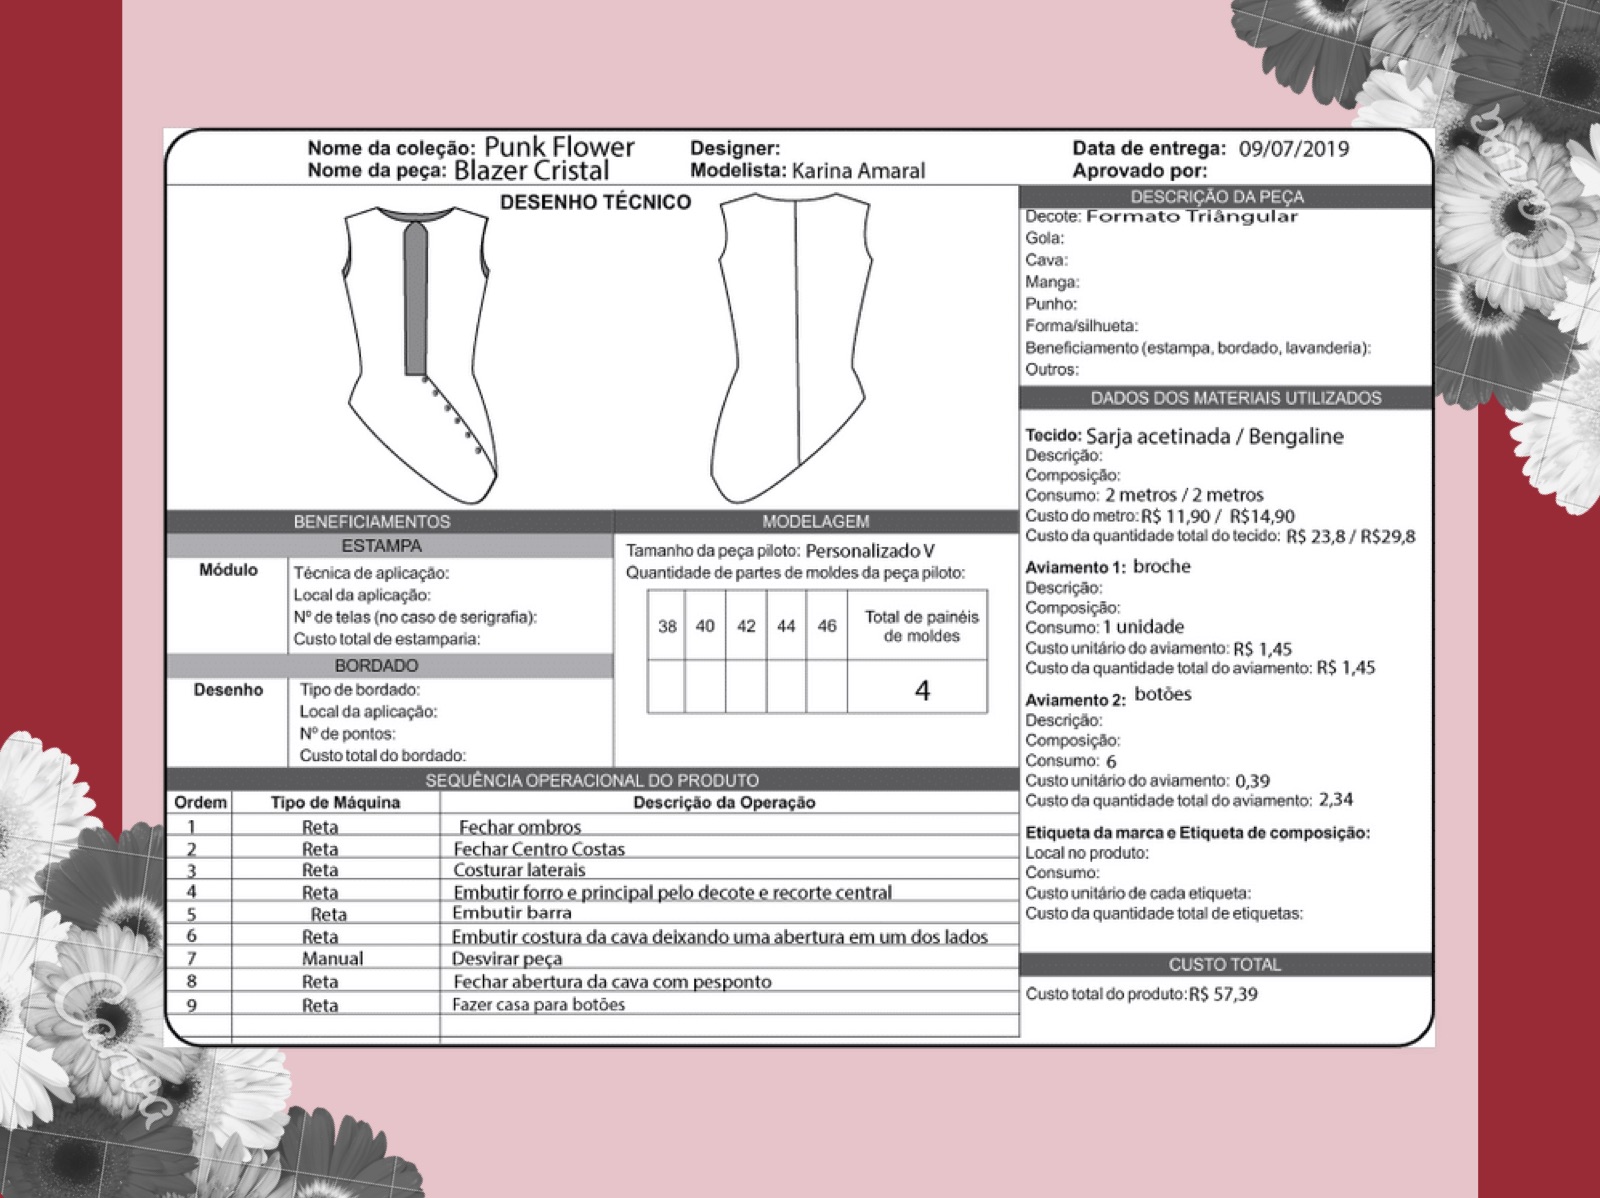 Nome da coleção: Punk Flower
Nome da peça: Blazer Cristal
Designer:
Modelista: Karina Amaral
Data de entrega: 09/07/2019
Aprovado por:
DESENHO TÉCNICO
DESCRIÇÃO DA PEÇA
Decote: Formato Triângular
Gola:
Cava:
Manga:
Punho:
Forma/silhueta:
Beneficiamento (estampa, bordado, lavanderia):
Outros:
DADOS DOS MATERIAIS UTILIZADOS
Tecido: Sarja acetinada / Bengaline
Descrição:
Composição:
Consumo: 2 metros / 2 metros
Custo do metro: R$ 11,90 / R$14,90
Custo da quantidade total do tecido: R$ 23,8 / R$29,8
Aviamento 1: broche
Descrição:
Composição:
Consumo: 1 unidade
Custo unitário do aviamento: R$ 1,45
Custo da quantidade total do aviamento: R$ 1,45
Aviamento 2: botões
Descrição:
Composição:
Consumo: 6
Custo unitário do aviamento: 0,39
Custo da quantidade total do aviamento: 2,34
Etiqueta da marca e Etiqueta de composição:
Local no produto:
Consumo:
Custo unitário de cada etiqueta:
Custo da quantidade total de etiquetas:
CUSTO TOTAL
Custo total do produto: R$ 57,39
BENEFICIAMENTOS
ESTAMPA
Módulo
Técnica de aplicação:
Local da aplicação:
Nº de telas (no caso de serigrafia):
Custo total de estamparia:
BORDADO
Desenho
Tipo de bordado:
Local da aplicação:
Nº de pontos:
Custo total do bordado:
MODELAGEM
Tamanho da peça piloto: Personalizado V
Quantidade de partes de moldes da peça piloto:
38 40 42 44 46 Total de painéis
de moldes
4
SEQUÊNCIA OPERACIONAL DO PRODUTO
Ordem Tipo de Máquina Descrição da Operação
1 Reta Fechar ombros
2 Reta Fechar Centro Costas
3 Reta Costurar laterais
4 Reta Embutir forro e principal pelo decote e recorte central
5 Reta Embutir barra
6 Reta Embutir costura da cava deixando uma abertura em um dos lados
7 Manual Desvirar peça
8 Reta Fechar abertura da cava com pesponto
9 Reta Fazer casa para botões
Canva
Canva